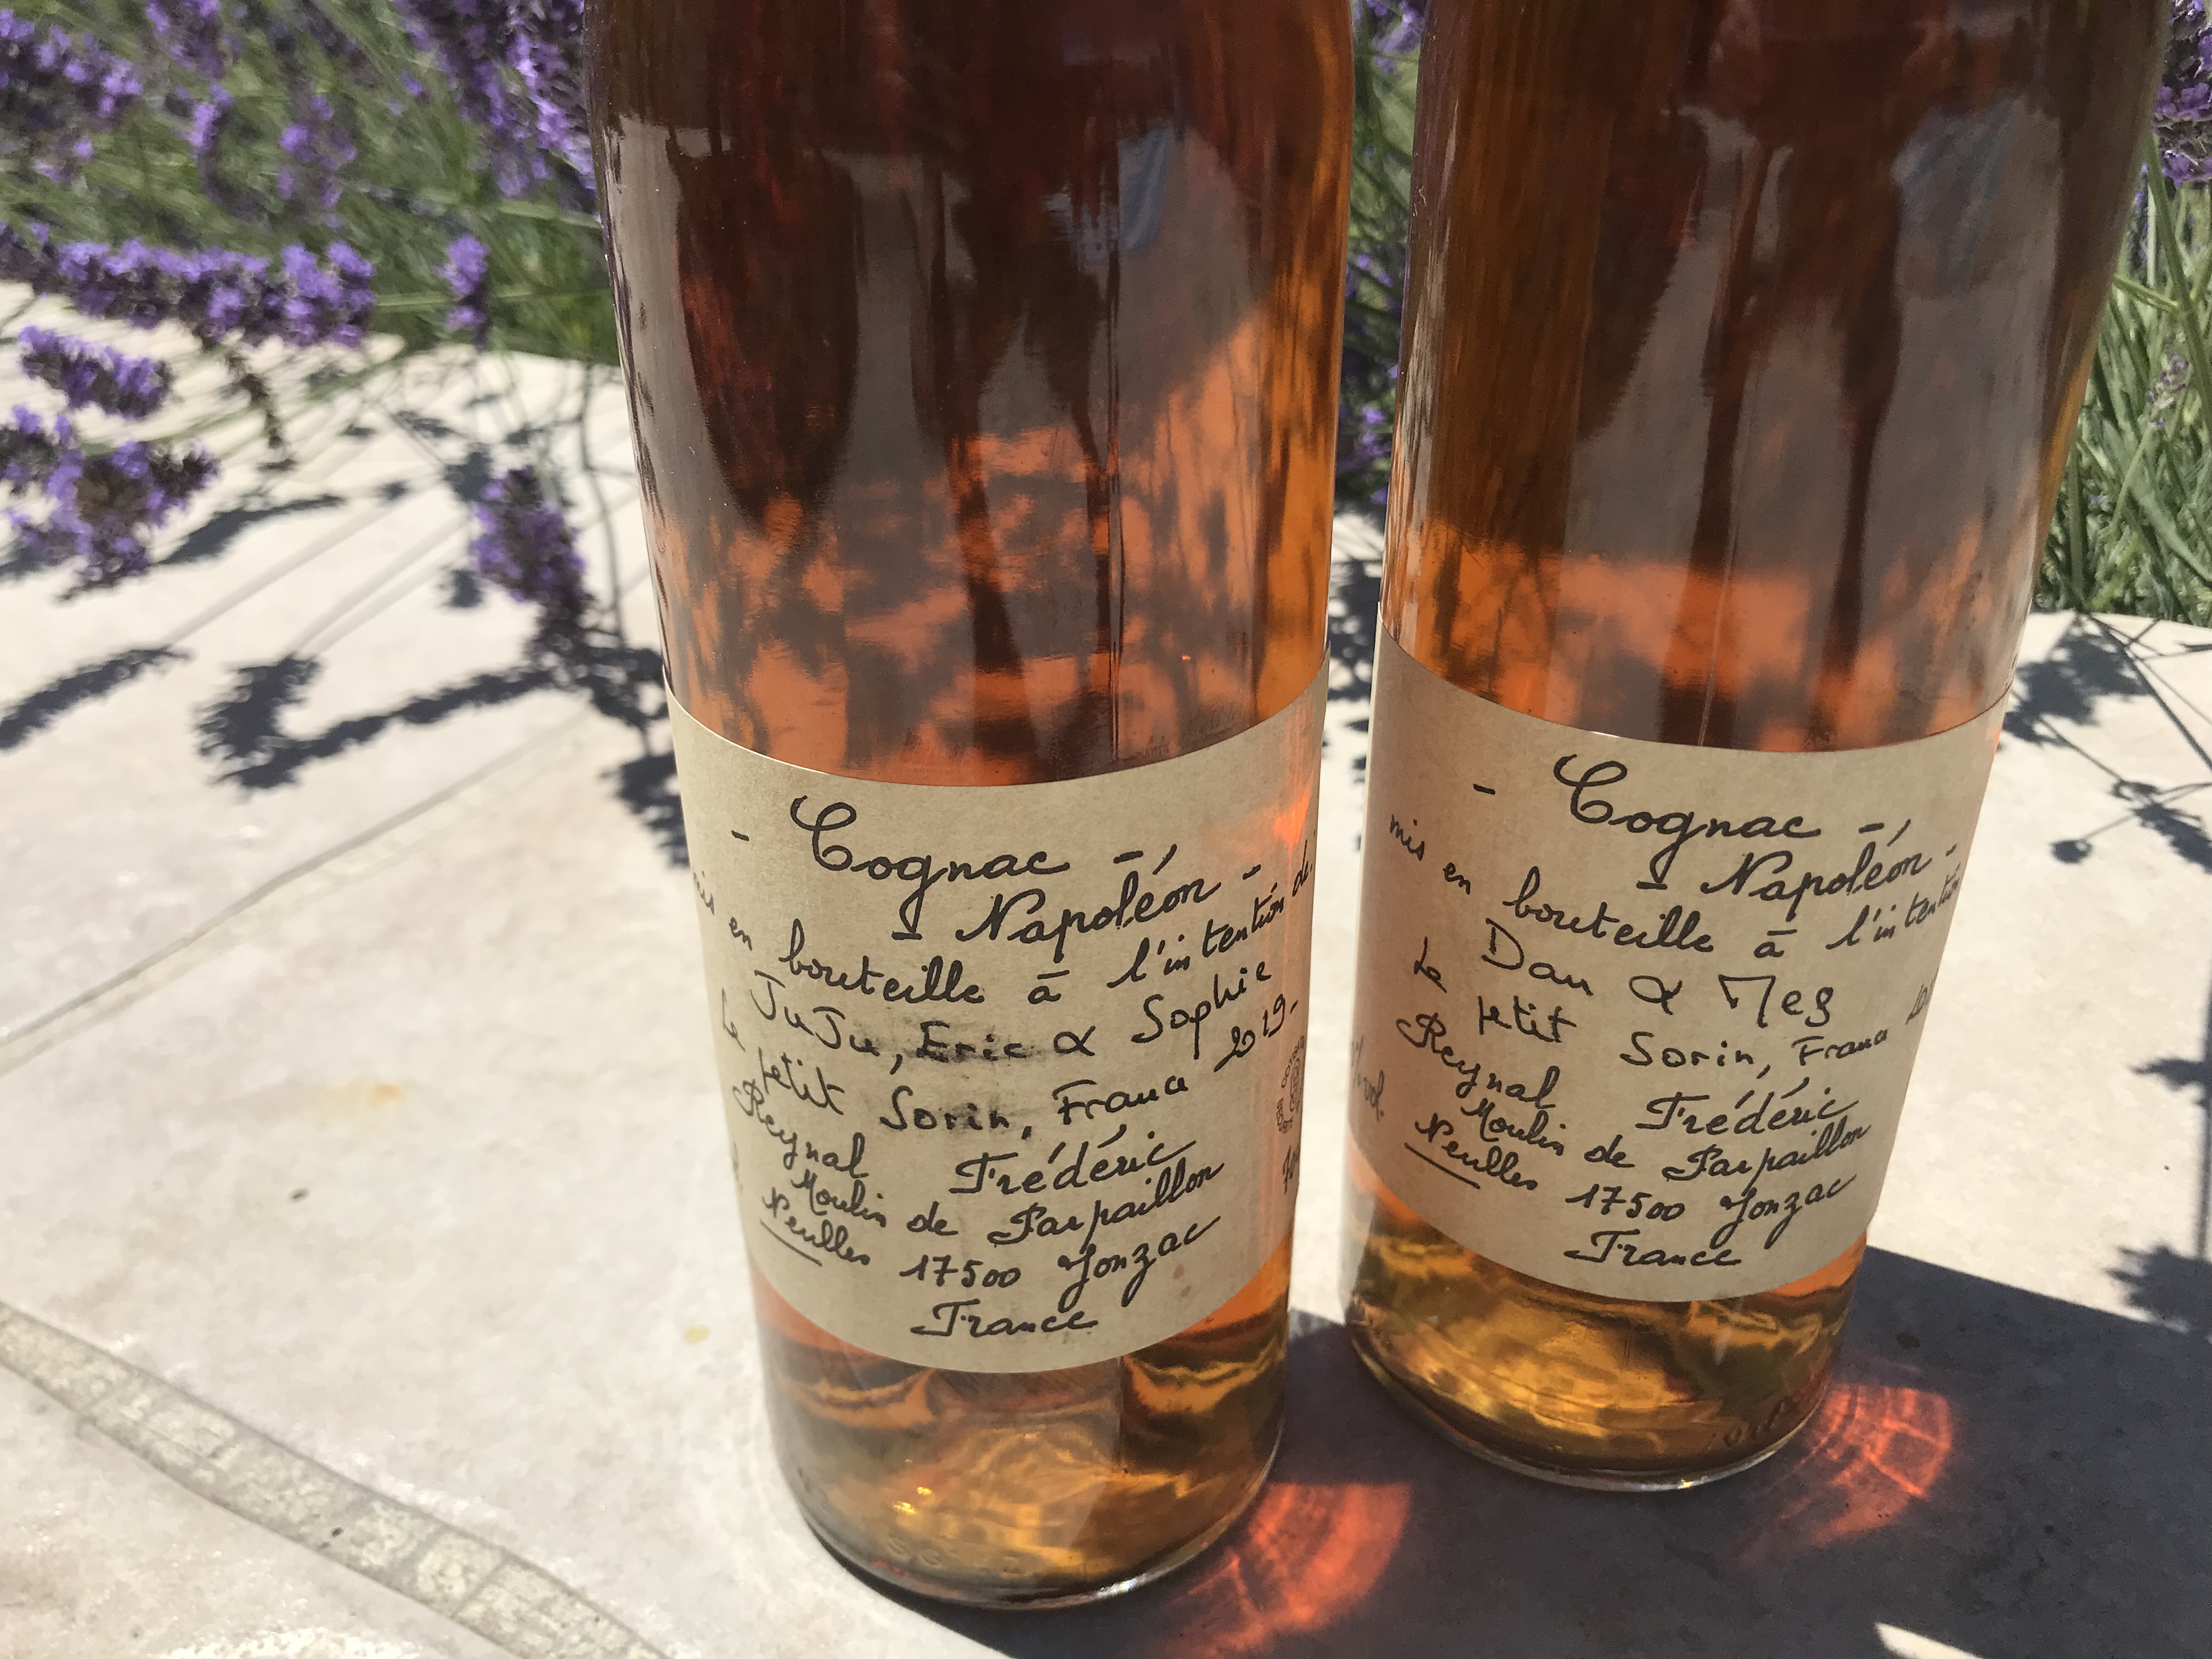 - Cognac -
- Napoléon -
mis en bouteille à l'intention de
JuJu, Eric & Sophie
Le Petit Sorin, France 2019-
Reynal Frédéric
Moulin de Parpaillon
Neulles 17500 Jonzac
France
- Cognac -
- Napoléon -
mis en bouteille à l'intention
Dan & Meg
Le Petit Sorin, France
Reynal Frédéric
Moulin de Parpaillon
Neulles 17500 Jonzac
France
% vol.